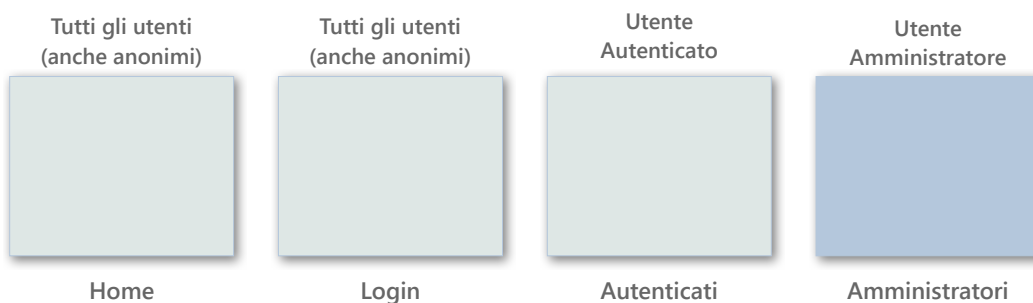 Tutti gli utenti
(anche anonimi)
Tutti gli utenti
(anche anonimi)
Utente
Autenticato
Utente
Amministratore
Home
Login
Autenticati
Amministratori